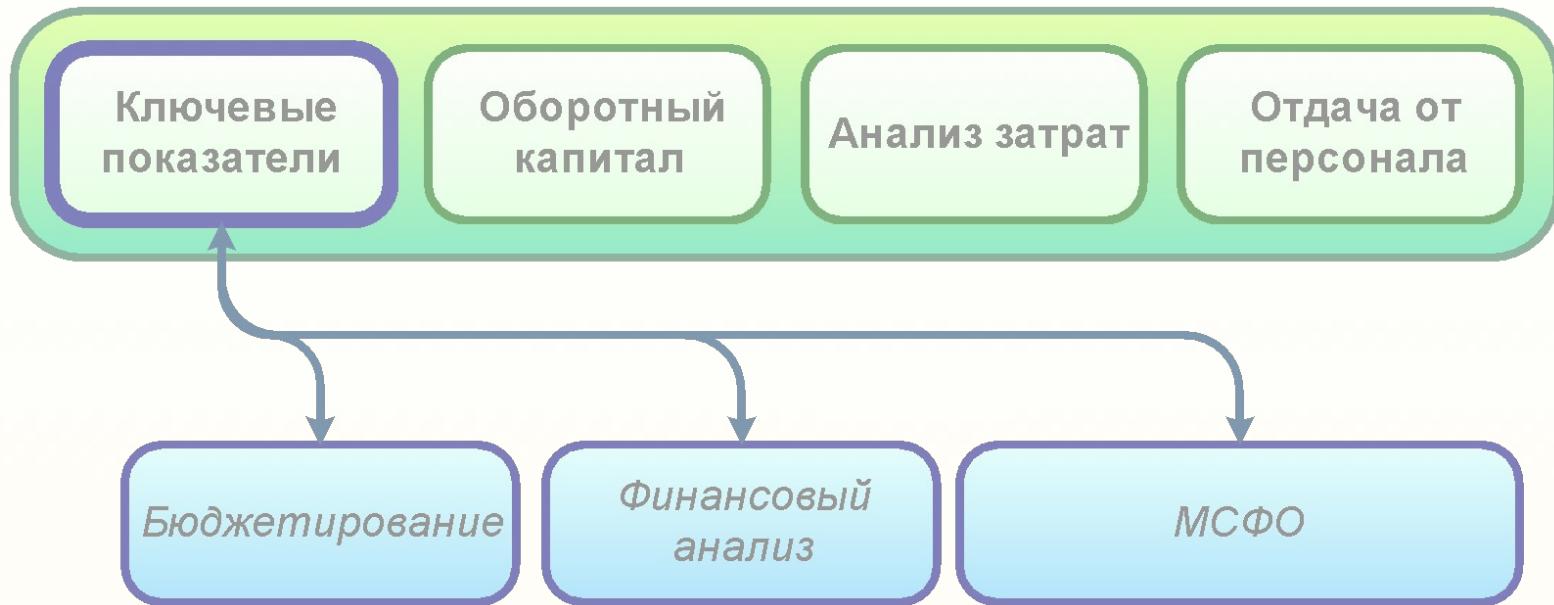 Ключевые
показатели
Оборотный
капитал
Анализ затрат
Отдача от
персонала
Бюджетирование
Финансовый
анализ
МСФО